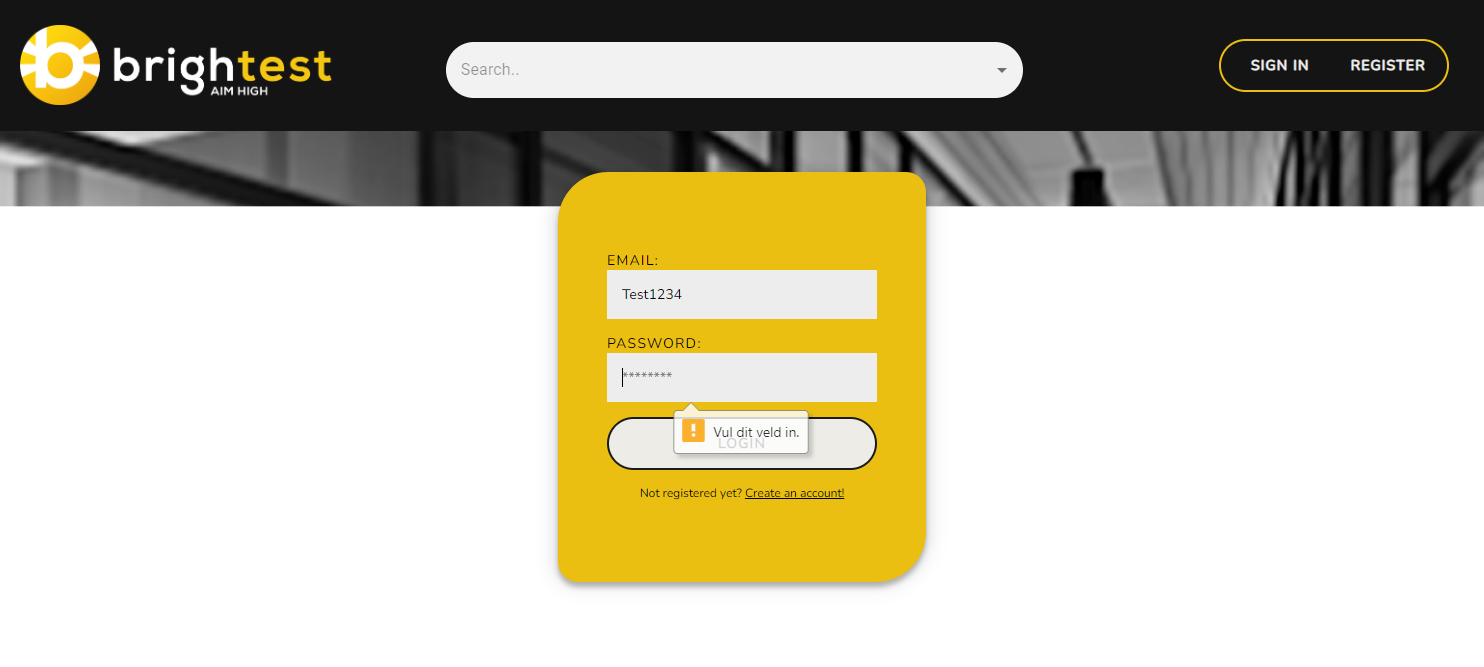 brightest
AIM HIGH
Search..
SIGN IN
REGISTER
EMAIL:
Test1234
PASSWORD:
********
Vul dit veld in.
LOGIN
Not registered yet? Create an account!